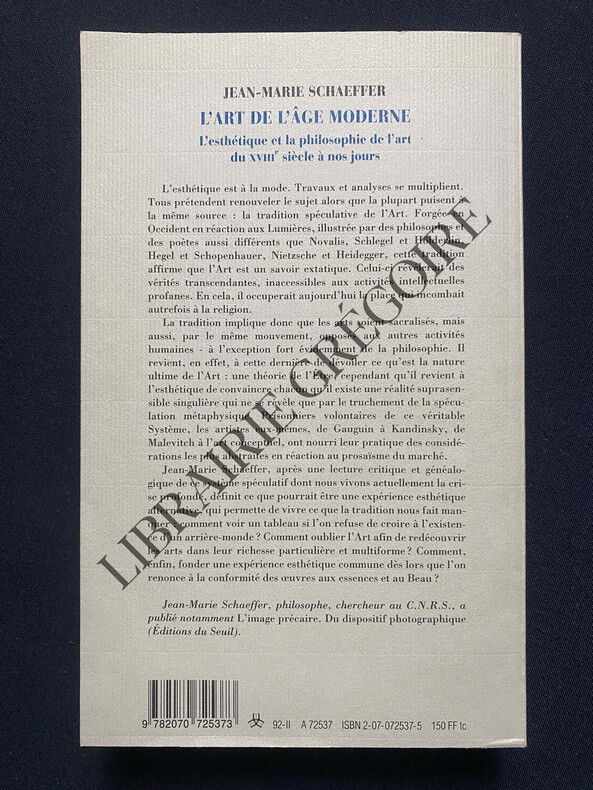 JEAN-MARIE SCHAEFFER
L'ART DE L'ÂGE MODERNE
L'esthétique et la philosophie de l'art
du XVIIIe siècle à nos jours
L'esthétique est à la mode. Travaux et analyses se multiplient.
Tous prétendent renouveler le sujet alors que la plupart puisent à
la même source : la tradition spéculative de l'Art. Forgée en
Occident en réaction aux Lumières, illustrée par des philosophes et
des poètes aussi différents que Novalis, Schlegel et Hölderlin,
Hegel et Schopenhauer, Nietzsche et Heidegger, cette tradition
affirme que l'Art est un savoir extatique. Celui-ci révélerait des
vérités transcendantes, inaccessibles aux activités intellectuelles
profanes. En cela, il occuperait aujourd'hui la place qui incombait
autrefois à la religion.
La tradition implique donc que les arts soient sacralisés, mais
aussi, par le même mouvement, opposés aux autres activités
humaines - à l'exception fort évidemment de la philosophie. Il
revient, en effet, à cette dernière de dévoiler ce qu'est la nature
ultime de l'Art : une théorie de l'Être, cependant qu'il revient à
l'esthétique de convaincre chacun qu'il existe une réalité suprasen-
sible singulière qui ne se révèle que par le truchement de la spécu-
lation métaphysique. Prisonniers volontaires de ce véritable
Système, les artistes eux-mêmes, de Gauguin à Kandinsky, de
Malevitch à l'art conceptuel, ont nourri leur pratique des considé-
rations les plus abstraites en réaction au prosaïsme du marché.
Jean-Marie Schaeffer, après une lecture critique et généalo-
gique de ce système spéculatif dont nous vivons actuellement la cri-
se profonde, définit ce que pourrait être une expérience esthétique
alternative, qui permette de vivre ce que la tradition nous fait man-
quer : comment voir un tableau si l'on refuse de croire à l'existen-
ce d'un arrière-monde ? Comment oublier l'Art afin de redécouvrir
les arts dans leur richesse particulière et multiforme ? Comment,
enfin, fonder une expérience esthétique commune dès lors que l'on
renonce à la conformité des œuvres aux essences et au Beau ?
Jean-Marie Schaeffer, philosophe, chercheur au C.N.R.S., a
publié notamment L'image précaire. Du dispositif photographique
(Éditions du Seuil).
9 782070 725373
92-II A 72537 ISBN 2-07-072537-5 150 FF tc
LIBRAIRIE GRÉGOIRE